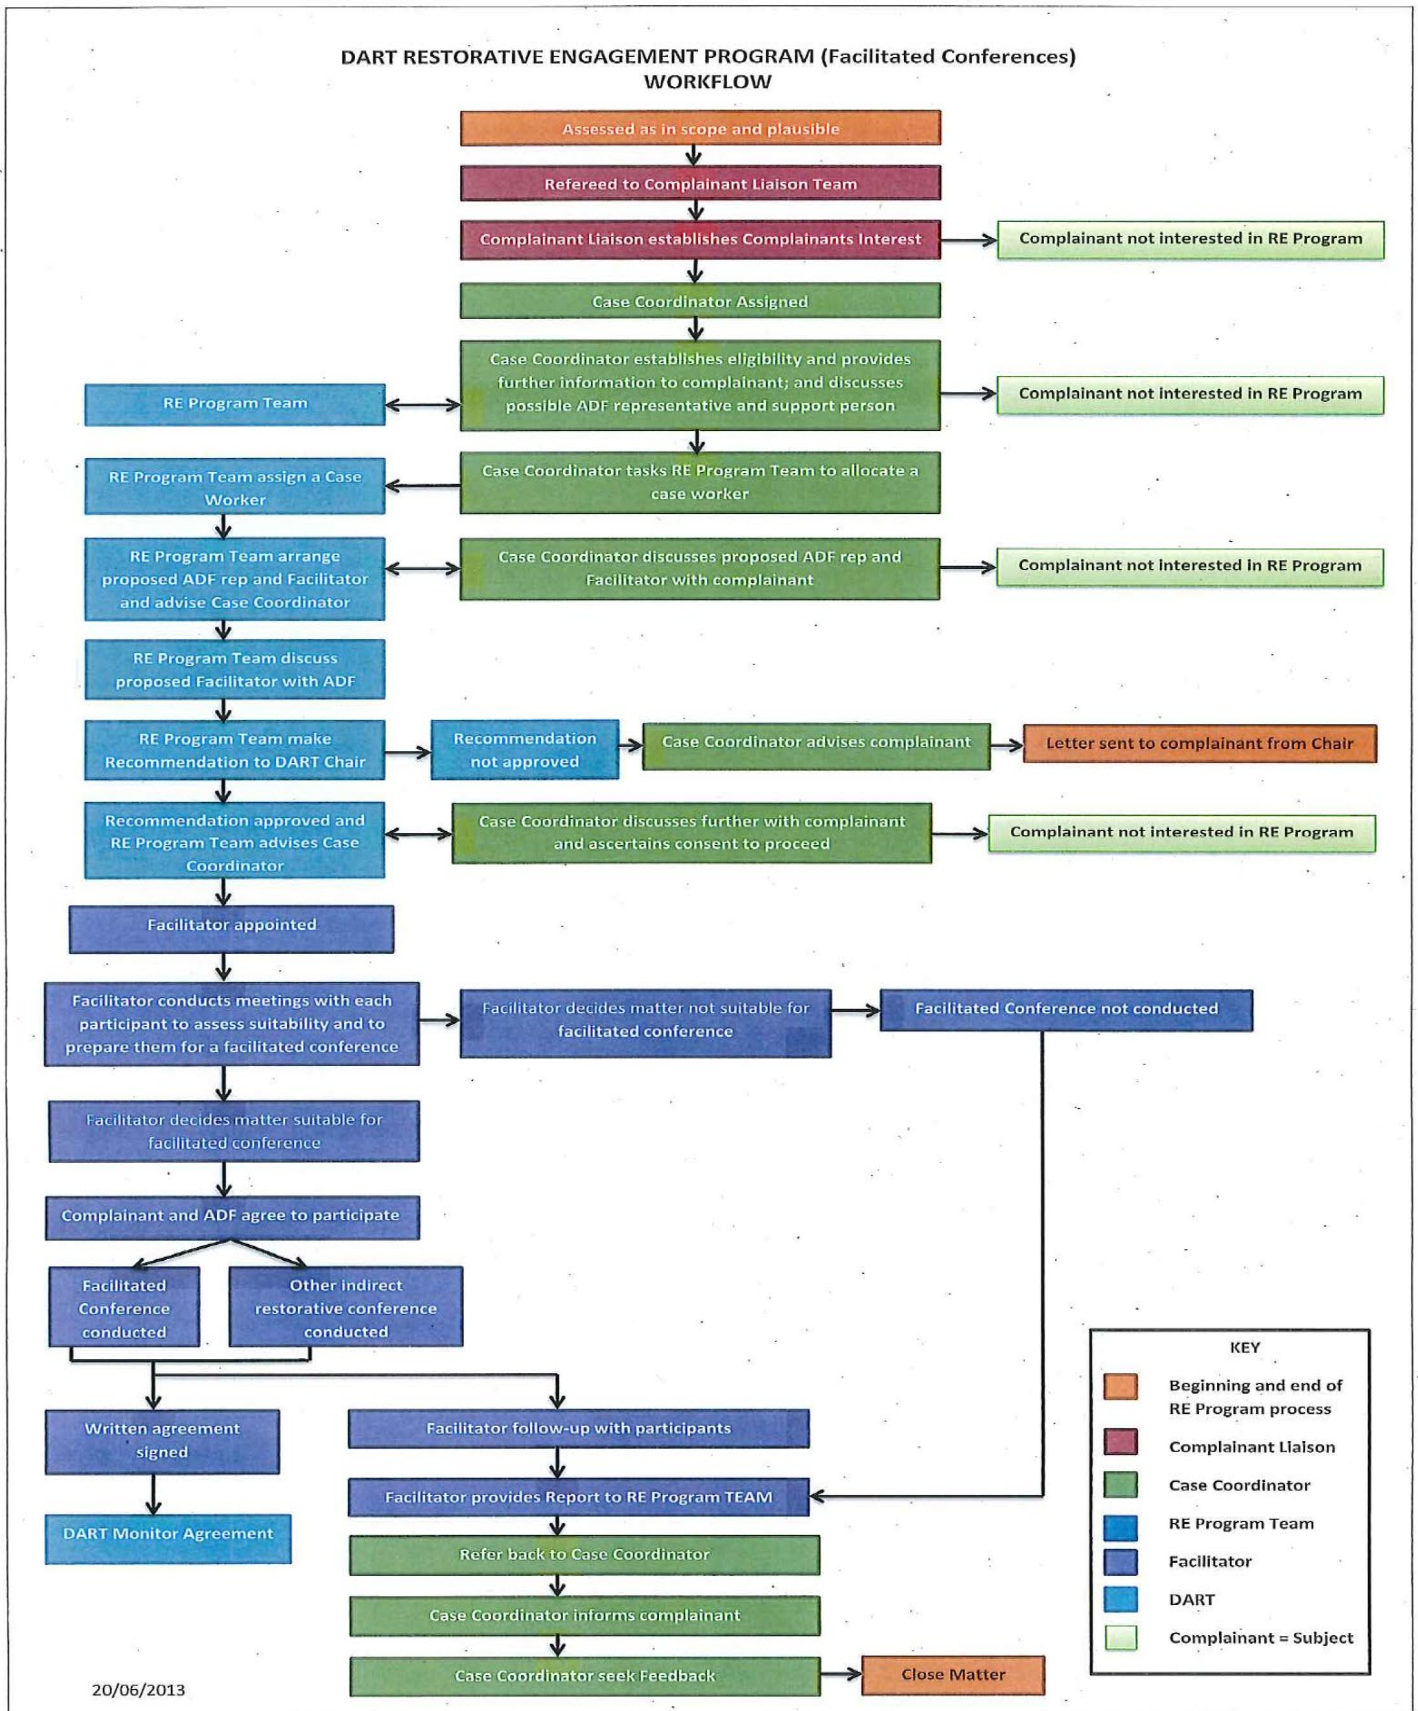 DART RESTORATIVE ENGAGEMENT PROGRAM (Facilitated Conferences)
WORKFLOW
Assessed as in scope and plausible
Refereed to Complainant Liaison Team
Complainant Liaison establishes Complainants Interest
Complainant not interested in RE Program
Case Coordinator Assigned
Case Coordinator establishes eligibility and provides
further information to complainant; and discusses
possible ADF representative and support person
RE Program Team
Complainant not interested in RE Program
Case Coordinator tasks RE Program Team to allocate a
case worker
RE Program Team assign a Case
Worker
RE Program Team arrange
proposed ADF rep and Facilitator
and advise Case Coordinator
Case Coordinator discusses proposed ADF rep and
Facilitator with complainant
Complainant not interested in RE Program
RE Program Team discuss
proposed Facilitator with ADF
RE Program Team make
Recommendation to DART Chair
Recommendation
not approved
Case Coordinator advises complainant
Letter sent to complainant from Chair
Recommendation approved and
RE Program Team advises Case
Coordinator
Case Coordinator discusses further with complainant
and ascertains consent to proceed
Complainant not interested in RE Program
Facilitator appointed
Facilitator conducts meetings with each
participant to assess suitability and to
prepare them for a facilitated conference
Facilitator decides matter not suitable for
facilitated conference
Facilitated Conference not conducted
Facilitator decides matter suitable for
facilitated conference
Complainant and ADF agree to participate
Facilitated
Conference
conducted
Other indirect
restorative conference
conducted
Written agreement
signed
Facilitator follow-up with participants
Facilitator provides Report to RE Program TEAM
DART Monitor Agreement
Refer back to Case Coordinator
Case Coordinator informs complainant
Case Coordinator seek Feedback
Close Matter
KEY
Beginning and end of
RE Program process
Complainant Liaison
Case Coordinator
RE Program Team
Facilitator
DART
Complainant = Subject
20/06/2013